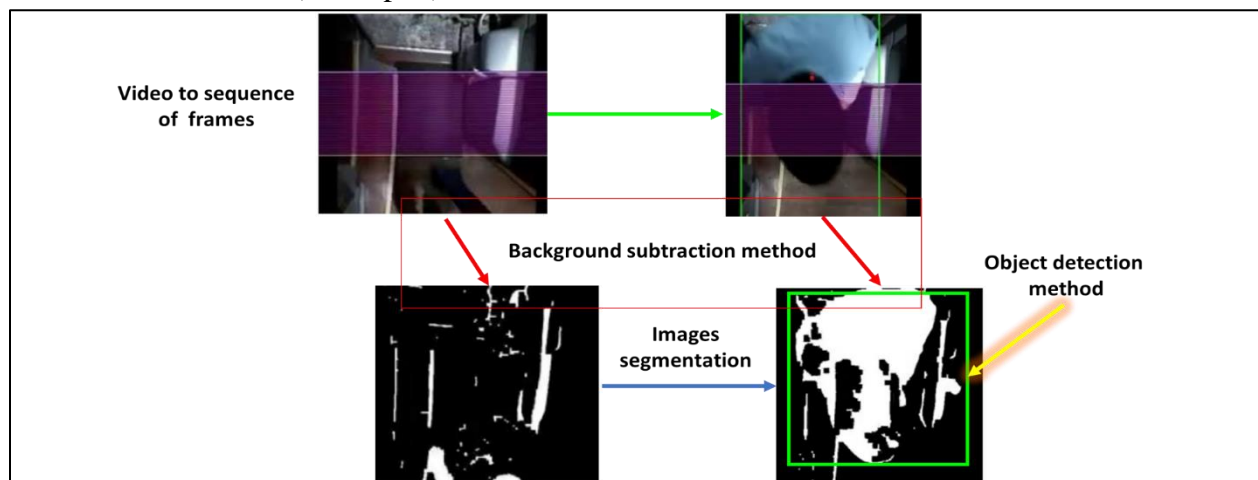 Video to sequence
of frames
Background subtraction method
Object detection
method
Images
segmentation